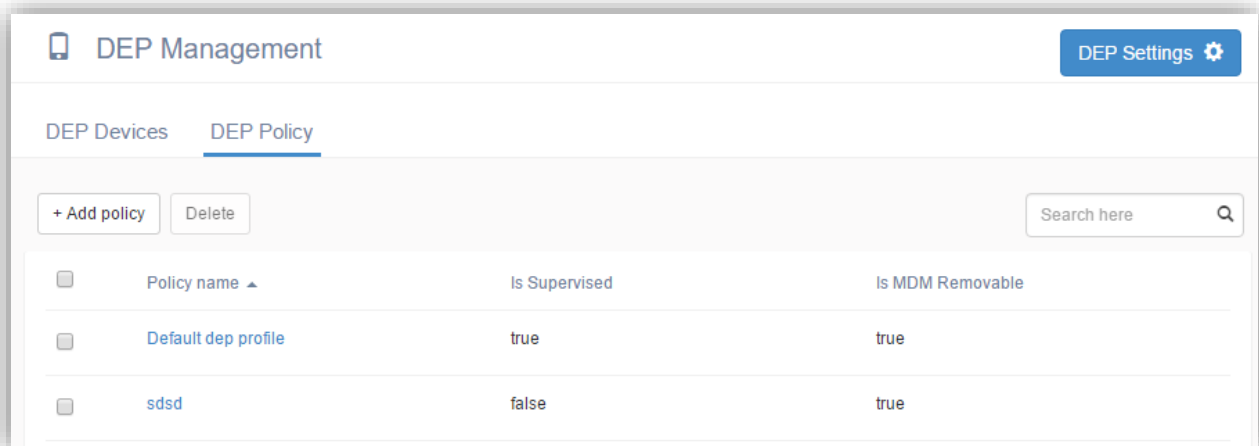 DEP Management
DEP Settings
DEP Devices DEP Policy
+ Add policy Delete Search here
Policy name Is Supervised Is MDM Removable
Default dep profile true true
sdsd false true